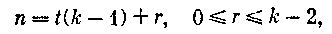 n = t(k − 1) + r, 0 ⩽ r ⩽ k − 2,